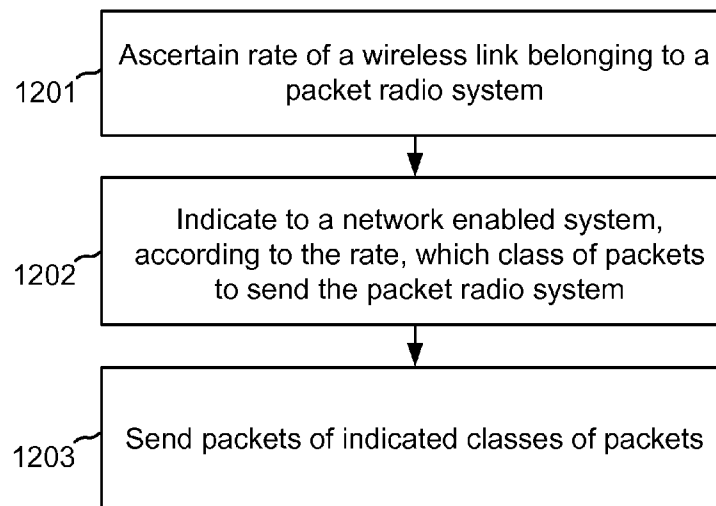 1201
Ascertain rate of a wireless link belonging to a
packet radio system
1202
Indicate to a network enabled system,
according to the rate, which class of packets
to send the packet radio system
1203
Send packets of indicated classes of packets